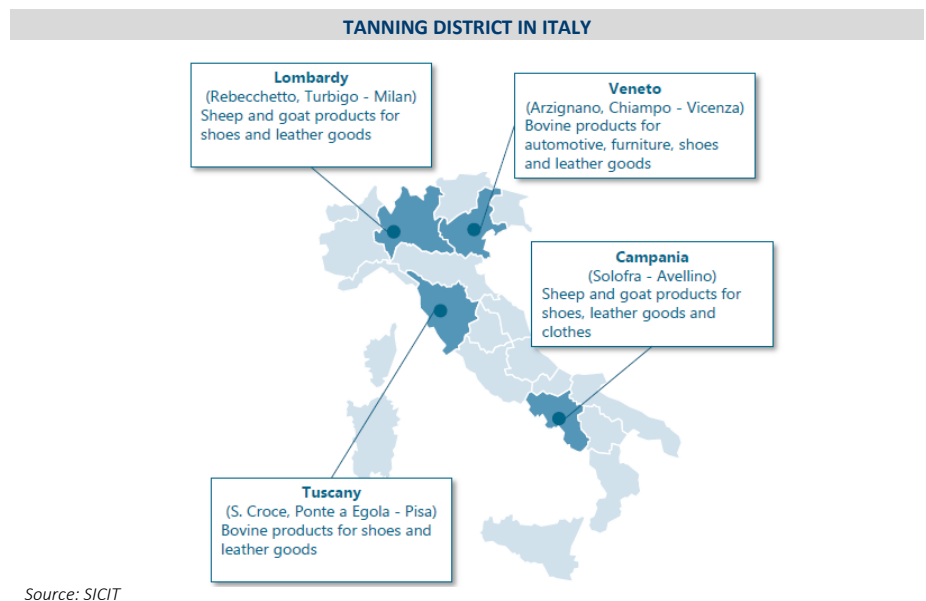 TANNING DISTRICT IN ITALY
Lombardy
(Rebecchetto, Turbigo - Milan)
Sheep and goat products for
shoes and leather goods
Veneto
(Arzignano, Chiampo - Vicenza)
Bovine products for
automotive, furniture, shoes
and leather goods
Campania
(Solofra - Avellino)
Sheep and goat products for
shoes, leather goods and
clothes
Tuscany
(S. Croce, Ponte a Egola - Pisa)
Bovine products for shoes and
leather goods
Source: SICIT